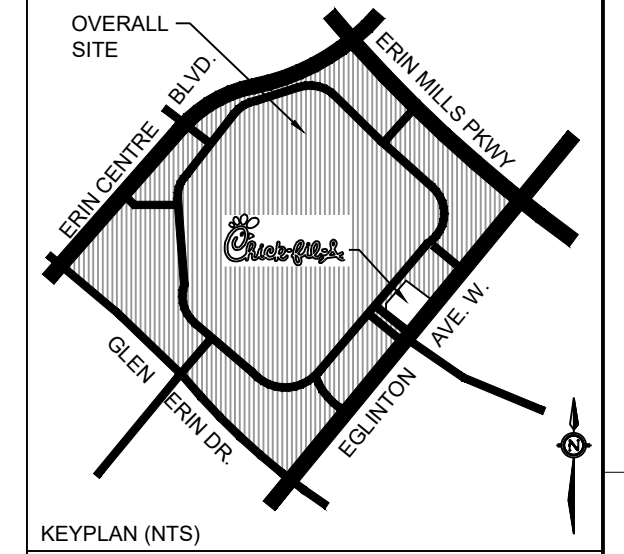 OVERALL
SITE
ERIN CENTRE BLVD.
ERIN MILLS PKWY
Chick-fil-A
GLEN ERIN DR.
EGLINTON AVE. W.
N
KEYPLAN (NTS)